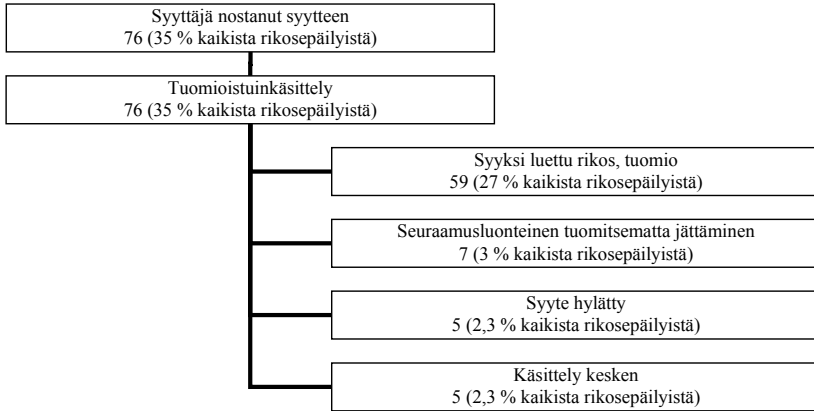 Syyttäjä nostanut syytteen
76 (35 % kaikista rikosepäilyistä)
Tuomioistuinkäsittely
76 (35 % kaikista rikosepäilyistä)
Syyksi luettu rikos, tuomio
59 (27 % kaikista rikosepäilyistä)
Seuraamusluonteinen tuomitsematta jättäminen
7 (3 % kaikista rikosepäilyistä)
Syyte hylätty
5 (2,3 % kaikista rikosepäilyistä)
Käsittely kesken
5 (2,3 % kaikista rikosepäilyistä)